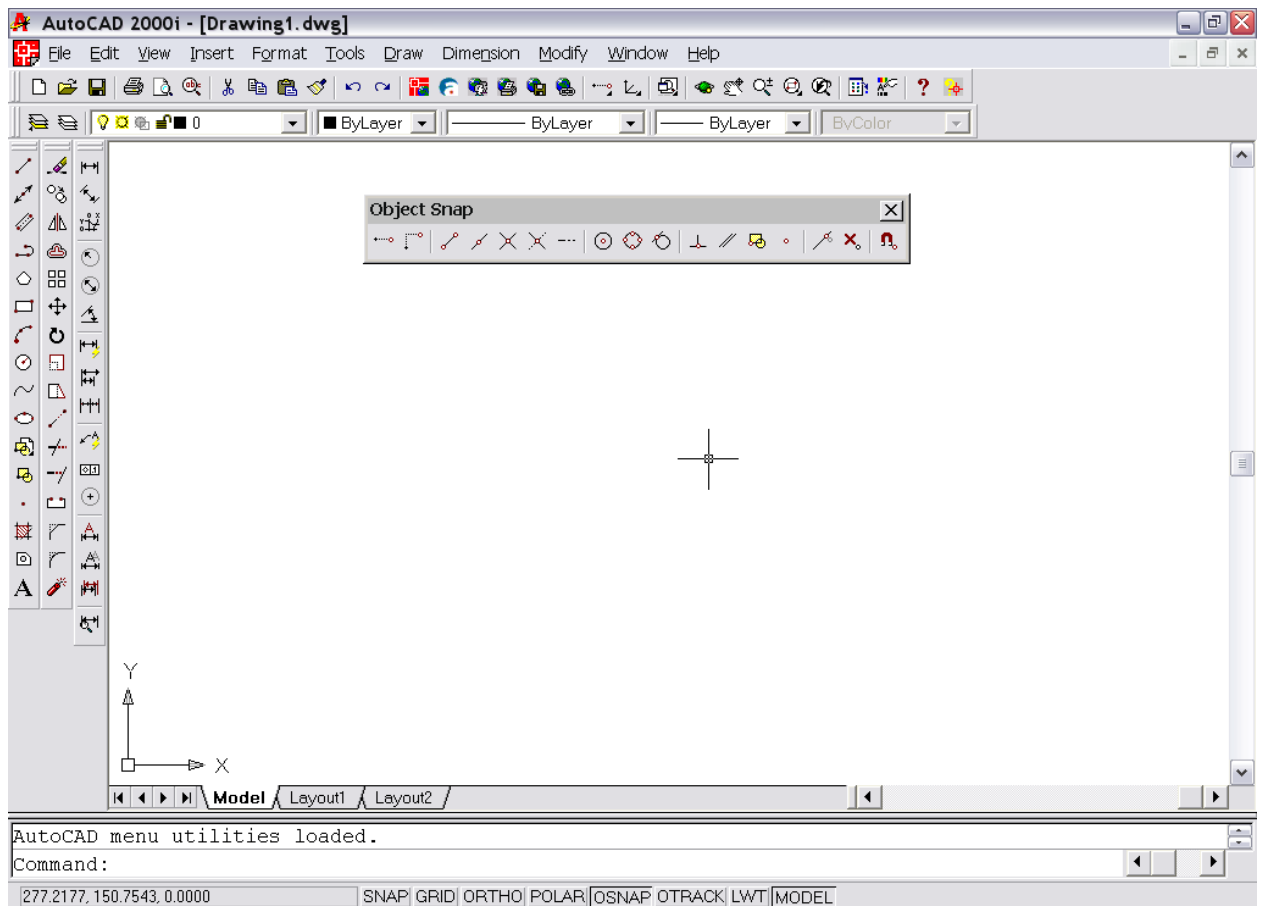 AutoCAD 2000i - [Drawing1.dwg]
File Edit View Insert Format Tools Draw Dimension Modify Window Help
0 ByLayer ByLayer ByLayer ByColor
Object Snap
A
Y
X
Model Layout1 Layout2
AutoCAD menu utilities loaded.
Command:
277.2177, 150.7543, 0.0000 SNAP GRID ORTHO POLAR OSNAP OTRACK LWT MODEL